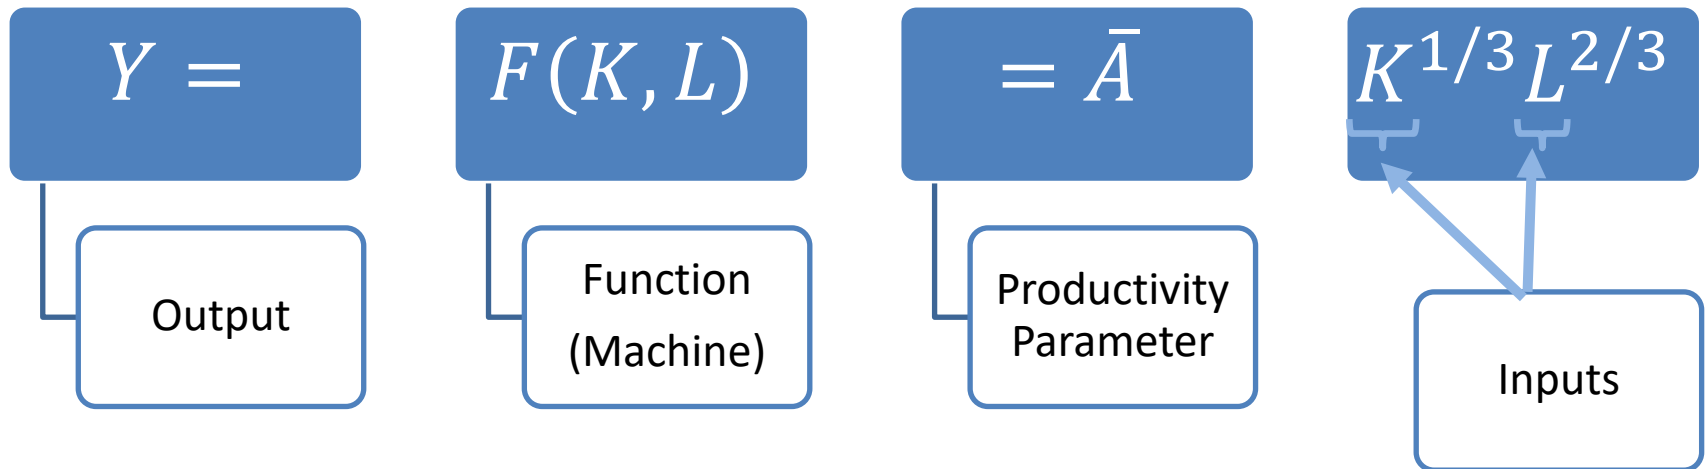 Y =
F(K, L)
= Ā
K^{1/3} L^{2/3}
Output
Function
(Machine)
Productivity
Parameter
Inputs